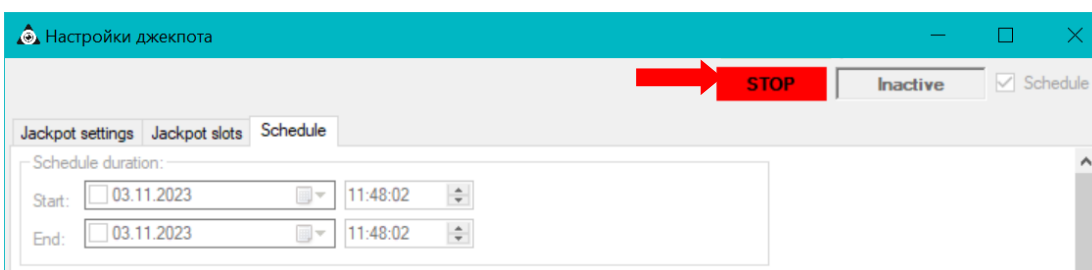 Настройки джекпота
STOP Inactive Schedule
Jackpot settings Jackpot slots Schedule
Schedule duration:
Start: 03.11.2023 11:48:02
End: 03.11.2023 11:48:02